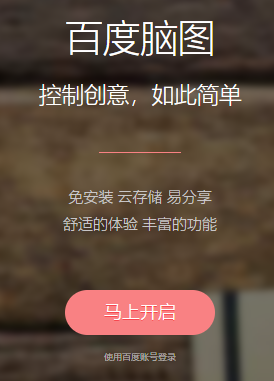 百度脑图
控制创意，如此简单
免安装 云存储 易分享
舒适的体验 丰富的功能
马上开启
使用百度账号登录